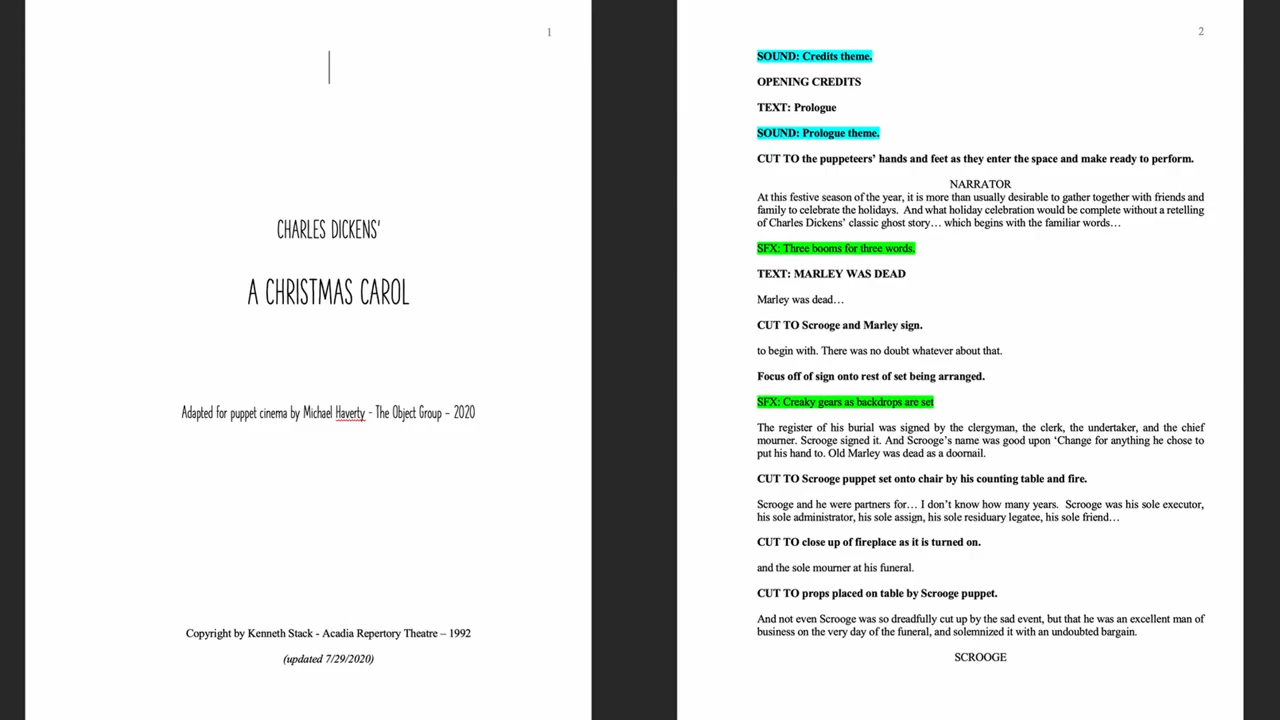 1
CHARLES DICKENS'
A CHRISTMAS CAROL
Adapted for puppet cinema by Michael Haverty - The Object Group – 2020
Copyright by Kenneth Stack - Acadia Repertory Theatre – 1992
(updated 7/29/2020)
2
SOUND: Credits theme.
OPENING CREDITS
TEXT: Prologue
SOUND: Prologue theme.
CUT TO the puppeteers’ hands and feet as they enter the space and make ready to perform.
NARRATOR
At this festive season of the year, it is more than usually desirable to gather together with friends and
family to celebrate the holidays.  And what holiday celebration would be complete without a retelling
of Charles Dickens’ classic ghost story… which begins with the familiar words…
SFX: Three booms for three words.
TEXT: MARLEY WAS DEAD
Marley was dead…
CUT TO Scrooge and Marley sign.
to begin with. There was no doubt whatever about that.
Focus off of sign onto rest of set being arranged.
SFX: Creaky gears as backdrops are set
The register of his burial was signed by the clergyman, the clerk, the undertaker, and the chief
mourner. Scrooge signed it. And Scrooge’s name was good upon ‘Change for anything he chose to
put his hand to. Old Marley was dead as a doornail.
CUT TO Scrooge puppet set onto chair by his counting table and fire.
Scrooge and he were partners for… I don’t know how many years.  Scrooge was his sole executor,
his sole administrator, his sole assign, his sole residuary legatee, his sole friend…
CUT TO close up of fireplace as it is turned on.
and the sole mourner at his funeral.
CUT TO props placed on table by Scrooge puppet.
And not even Scrooge was so dreadfully cut up by the sad event, but that he was an excellent man of
business on the very day of the funeral, and solemnized it with an undoubted bargain.
SCROOGE